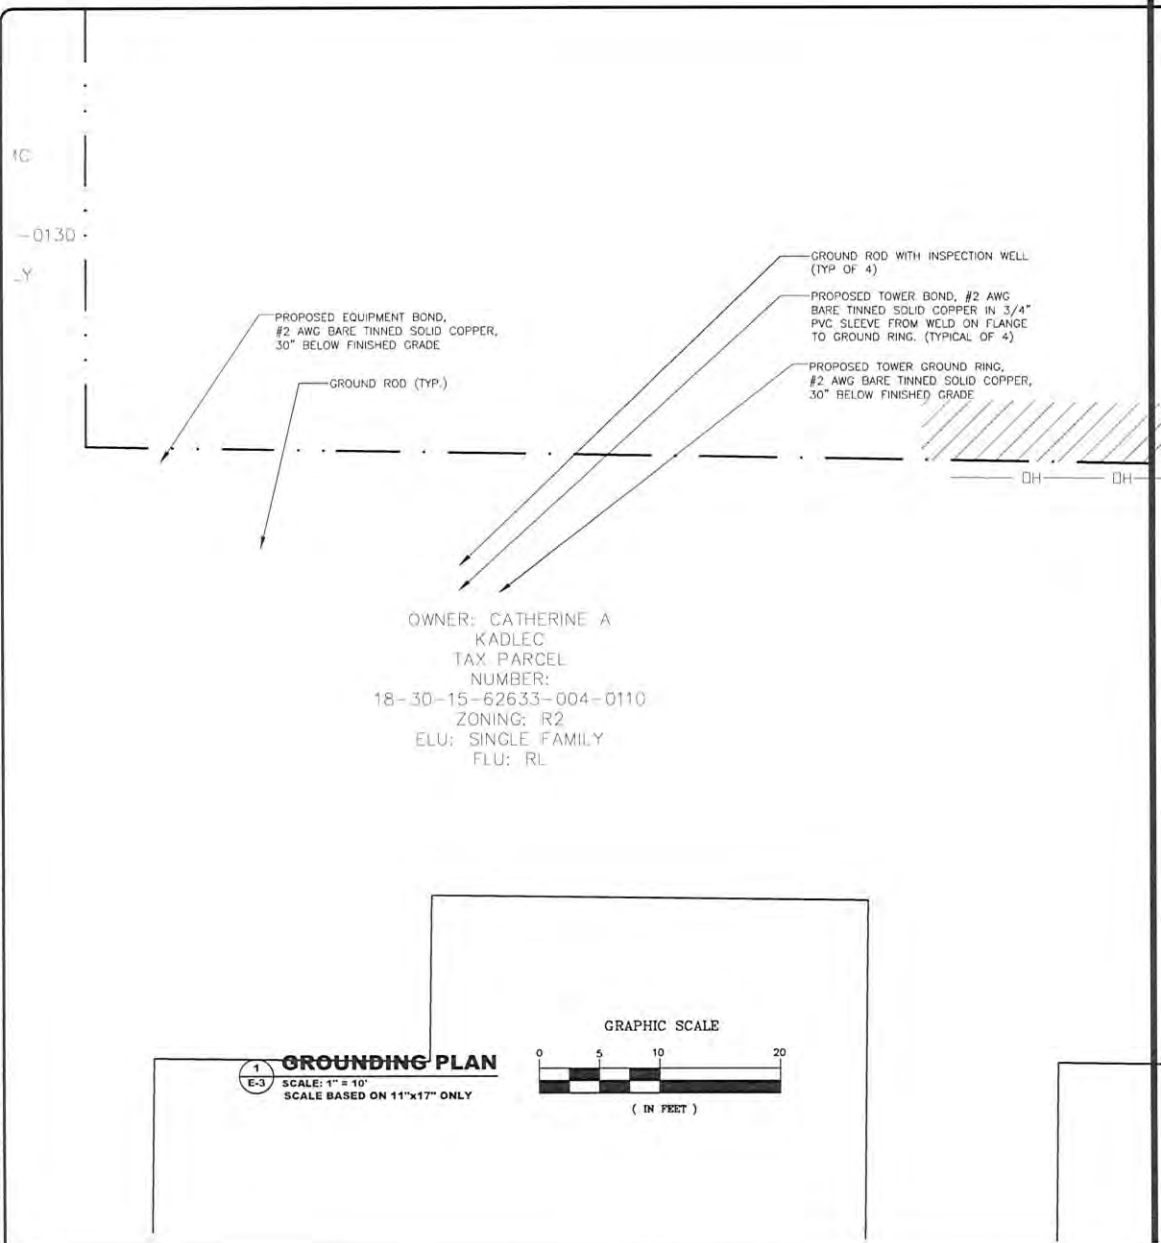 1C
-0130
-Y
PROPOSED EQUIPMENT BOND,
#2 AWG BARE TINNED SOLID COPPER,
30" BELOW FINISHED GRADE
GROUND ROD (TYP.)
GROUND ROD WITH INSPECTION WELL
(TYP OF 4)
PROPOSED TOWER BOND, #2 AWG
BARE TINNED SOLID COPPER IN 3/4"
PVC SLEEVE FROM WELD ON FLANGE
TO GROUND RING. (TYPICAL OF 4)
PROPOSED TOWER GROUND RING,
#2 AWG BARE TINNED SOLID COPPER,
30" BELOW FINISHED GRADE
OH OH
OWNER: CATHERINE A
KADLEC
TAX PARCEL
NUMBER:
18-30-15-62633-004-0110
ZONING: R2
ELU: SINGLE FAMILY
FLU: RL
1
E-3
GROUNDING PLAN
SCALE: 1" = 10'
SCALE BASED ON 11"x17" ONLY
GRAPHIC SCALE
0 5 10 20
( IN FEET )